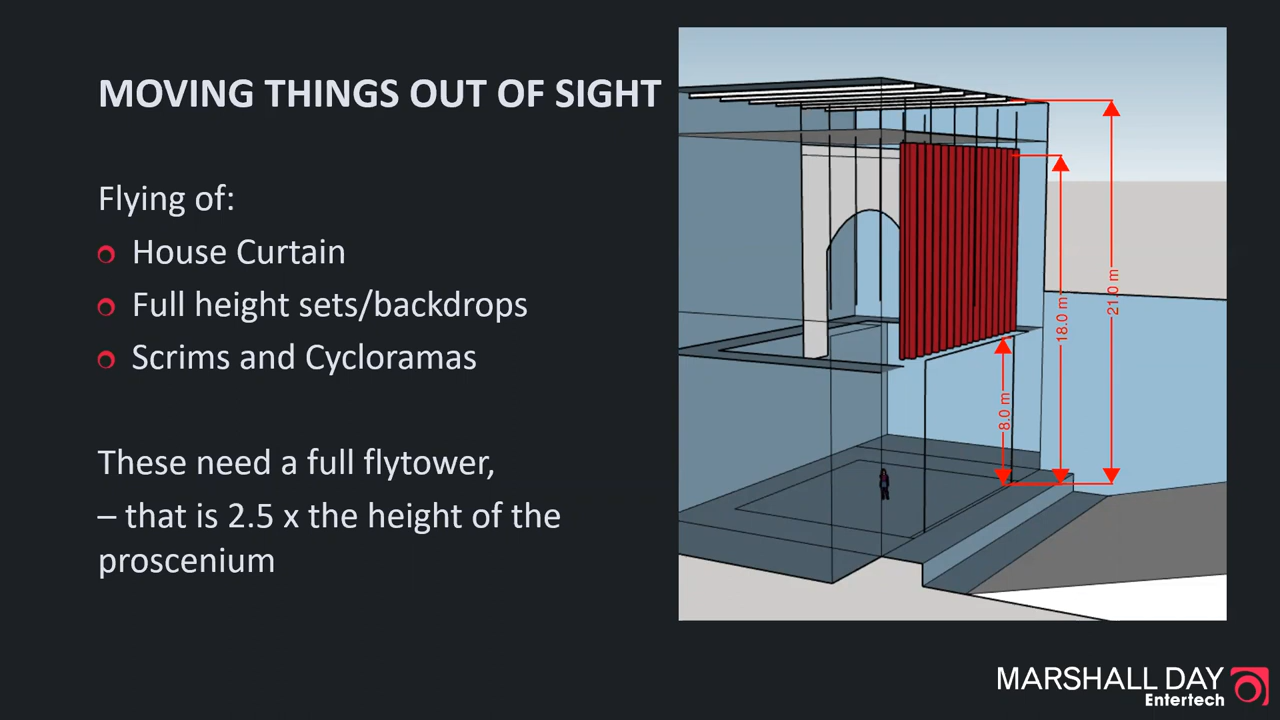 MOVING THINGS OUT OF SIGHT
Flying of:
House Curtain
Full height sets/backdrops
Scrims and Cycloramas
These need a full flytower,
– that is 2.5 x the height of the
proscenium
8.0 m
18.0 m
21.0 m
MARSHALL DAY
Entertech